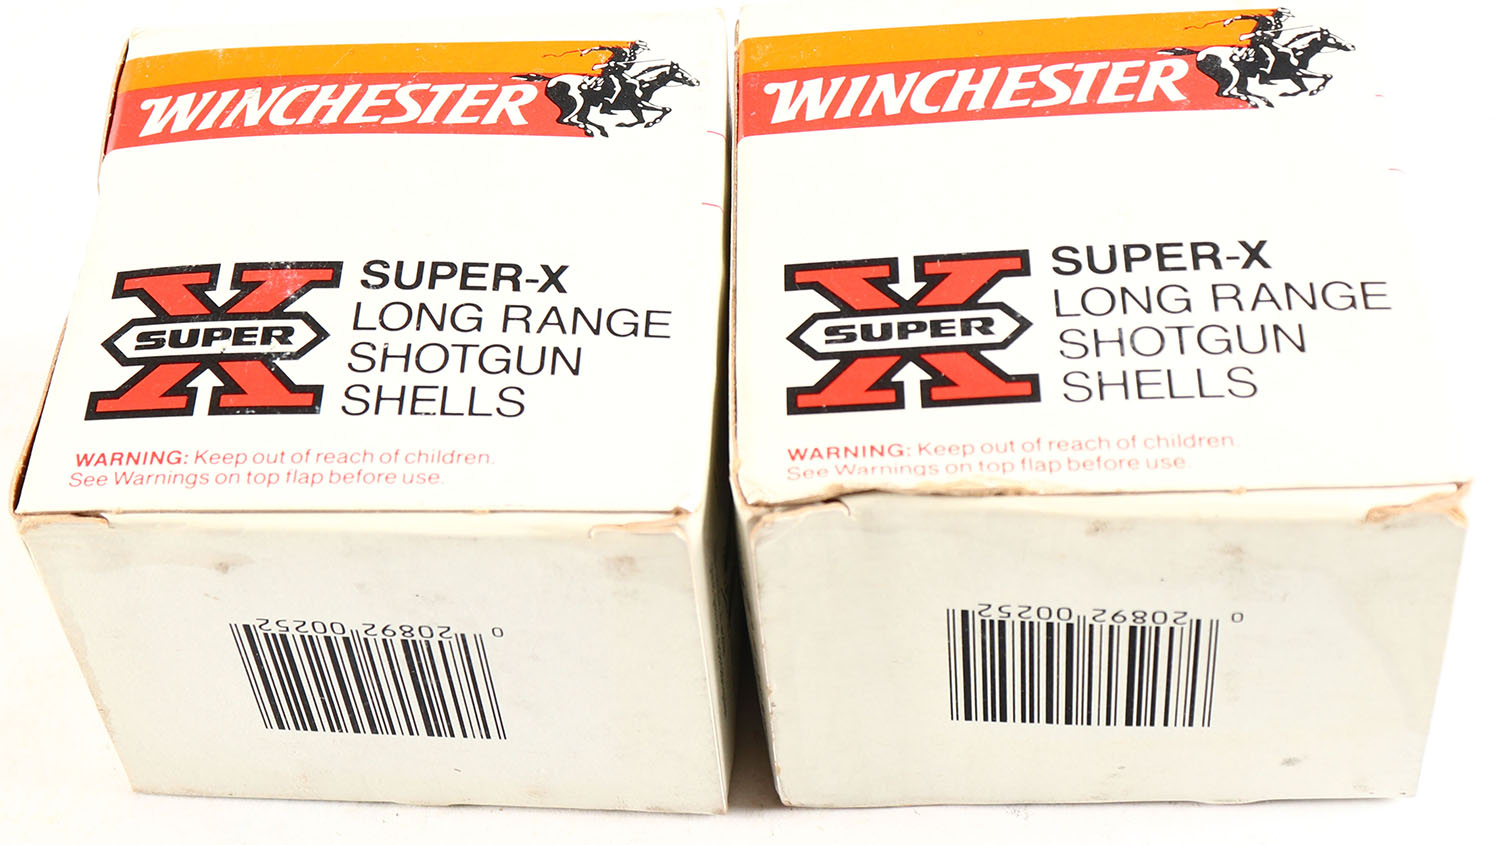 WINCHESTER
SUPER
SUPER-X
LONG RANGE
SHOTGUN
SHELLS
WARNING: Keep out of reach of children.
See Warnings on top flap before use.
0 20892 00252
WINCHESTER
SUPER
SUPER-X
LONG RANGE
SHOTGUN
SHELLS
WARNING: Keep out of reach of children.
See Warnings on top flap before use.
0 20892 00252